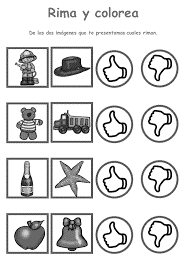 Rima y colorea
De las dos imágenes que te presentamos cuales riman.